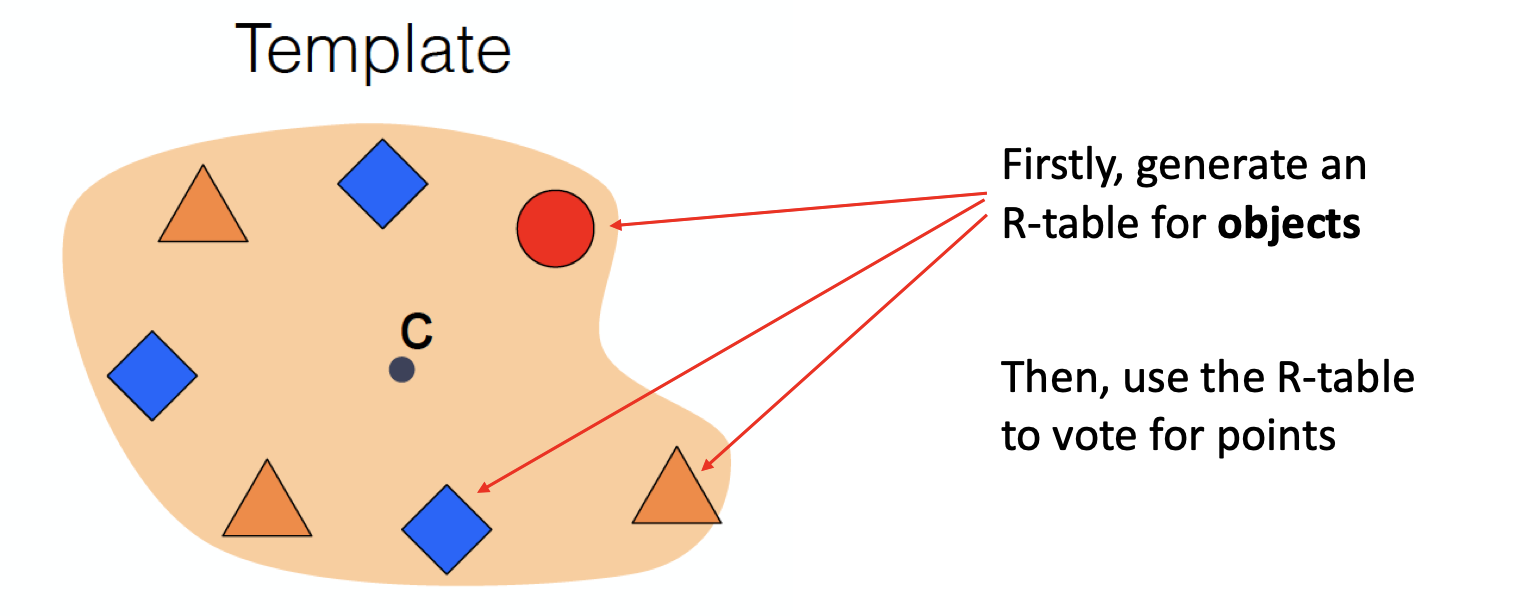 Template
Firstly, generate an
R-table for objects
C
Then, use the R-table
to vote for points